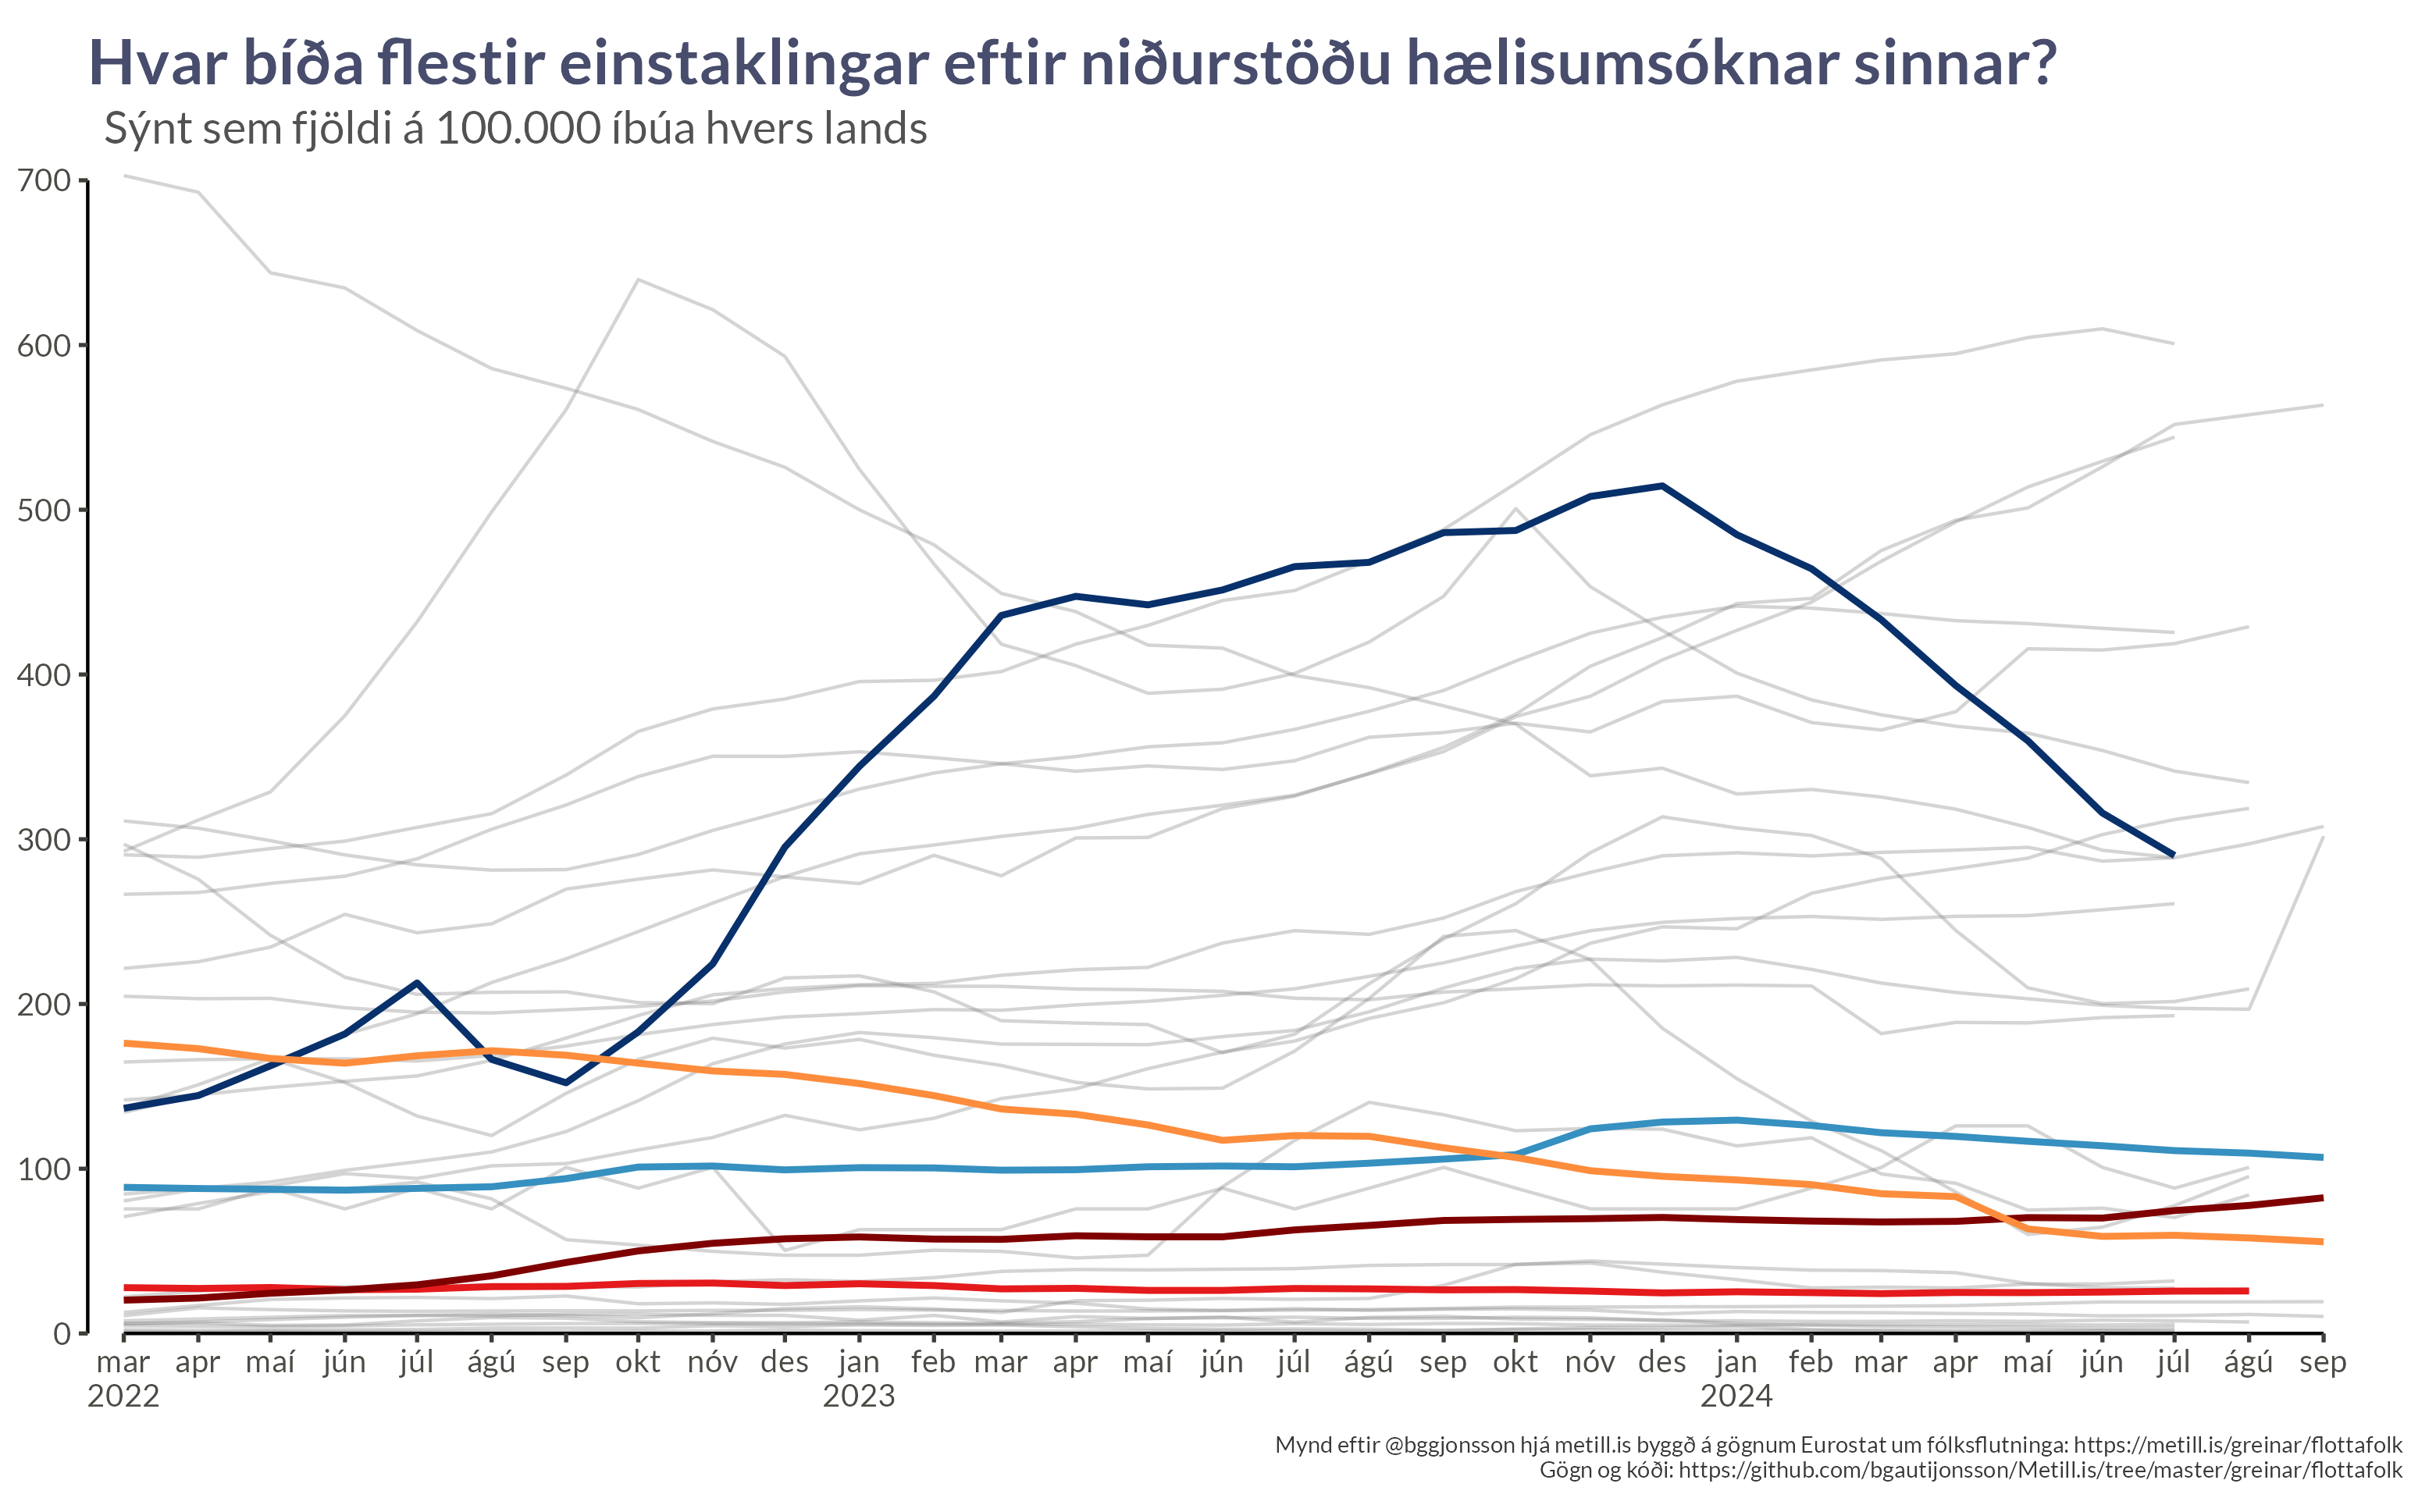 Hvar bíða flestir einstaklingar eftir niðurstöðu hælisumsóknar sinnar?
Sýnt sem fjöldi á 100.000 íbúa hvers lands
700
600
500
400
300
200
100
0
mar apr maí jún júl ágú sep okt nóv des jan feb mar apr maí jún júl ágú sep okt nóv des jan feb mar apr maí jún júl ágú sep
2022 2023 2024
Mynd eftir @bggjonsson hjá metill.is byggð á gögnum Eurostat um fólksflutninga: https://metill.is/greinar/flottafolk
Gögn og kóði: https://github.com/bgautijonsson/Metill.is/tree/master/greinar/flottafolk